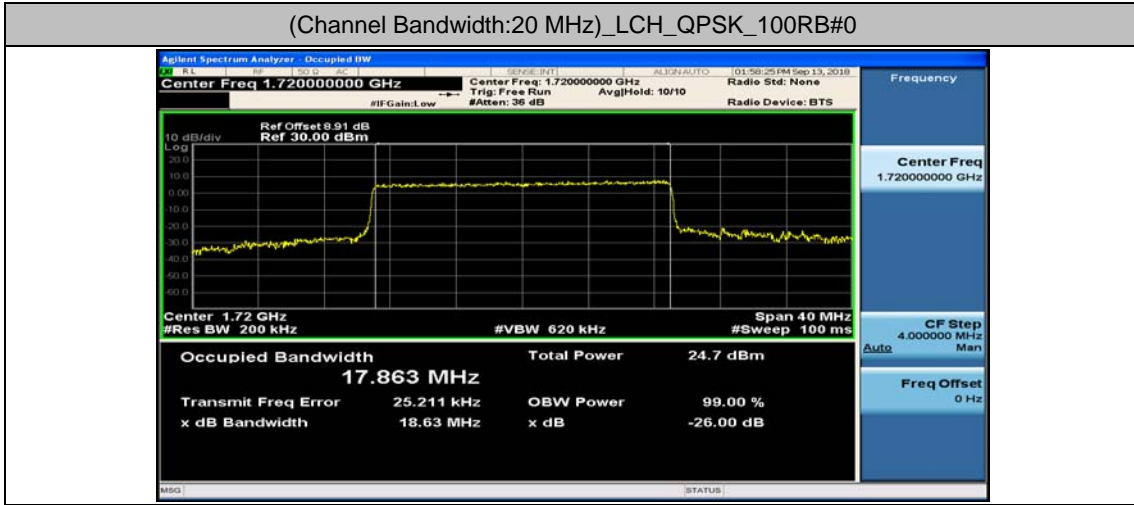 (Channel Bandwidth:20 MHz)_LCH_QPSK_100RB#0
Agilent Spectrum Analyzer - Occupied BW
RL RF 50 Ω AC SENSE:INT ALIGN AUTO 01:58:25 PM Sep 13, 2018
Center Freq 1.720000000 GHz
Center Freq: 1.720000000 GHz
Radio Std: None
Trig: Free Run Avg|Hold: 10/10
#IFGain:Low #Atten: 36 dB Radio Device: BTS
Frequency
Ref Offset 8.91 dB
10 dB/div Ref 30.00 dBm
Log
20.0
10.0
0.00
-10.0
-20.0
-30.0
-40.0
-50.0
-60.0
Center Freq
1.720000000 GHz
Center 1.72 GHz Span 40 MHz
#Res BW 200 kHz #VBW 620 kHz #Sweep 100 ms
CF Step
4.000000 MHz
Auto Man
Occupied Bandwidth Total Power 24.7 dBm
17.863 MHz
Transmit Freq Error 25.211 kHz OBW Power 99.00 %
x dB Bandwidth 18.63 MHz x dB -26.00 dB
Freq Offset
0 Hz
MSG STATUS